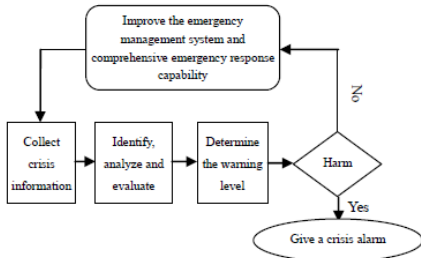 Improve the emergency
management system and
comprehensive emergency response
capability
No
Collect
crisis
information
Identify,
analyze and
evaluate
Determine
the warning
level
Harm
Yes
Give a crisis alarm